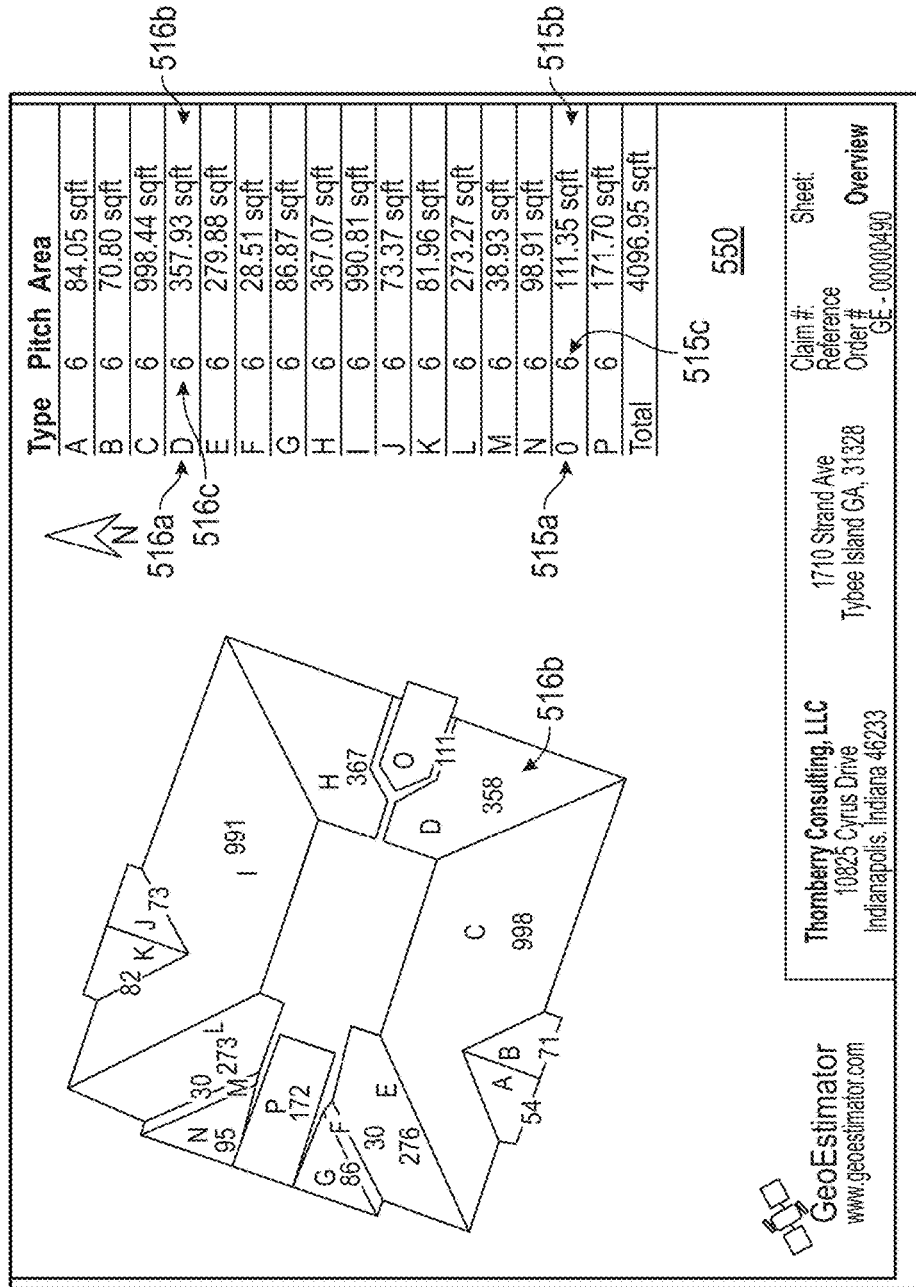 Type Pitch Area
A 6 84.05 sqft
B 6 70.80 sqft
C 6 998.44 sqft
D 6 357.93 sqft
E 6 279.88 sqft
F 6 28.51 sqft
G 6 86.87 sqft
H 6 367.07 sqft
I 6 990.81 sqft
J 6 73.37 sqft
K 6 81.96 sqft
L 6 273.27 sqft
M 6 38.93 sqft
N 6 98.91 sqft
0 6 111.35 sqft
P 6 171.70 sqft
Total 4096.95 sqft
516a
516c
516b
515a
515c
515b
550
N
I 991
K
82
J
73
H
367
O
111
D
358
516b
C
998
L
273
30
M
N
95
P
172
F
G
86
E
30
276
A
54
B
71
GeoEstimator
www.geoestimator.com
Thornberry Consulting, LLC
10825 Cyrus Drive
Indianapolis. Indiana 46233
1710 Strand Ave
Tybee Island GA, 31328
Claim #: Sheet:
Reference
Order #
GE - 00000490
Overview